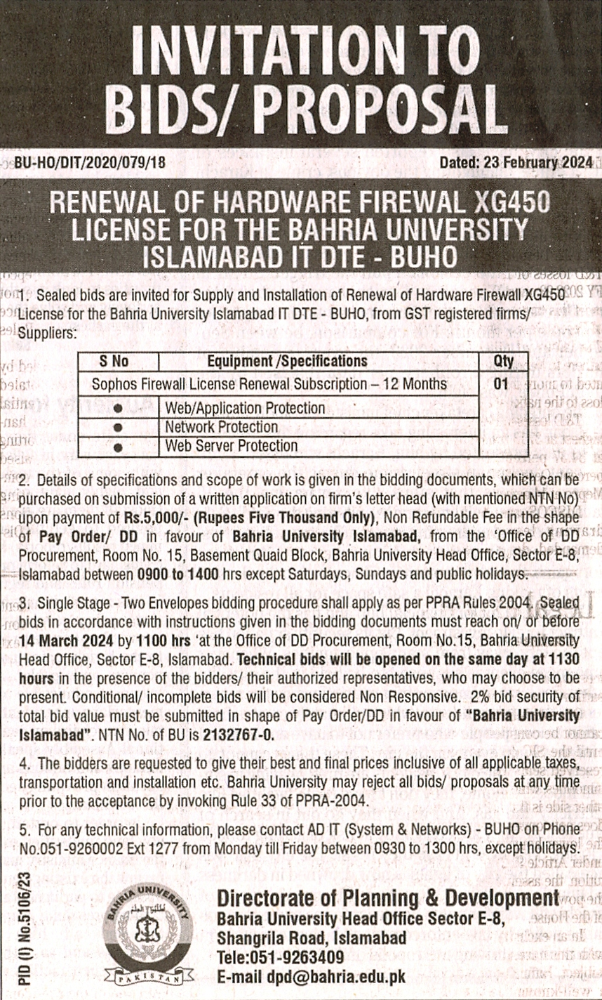 INVITATION TO
BIDS/ PROPOSAL
BU-HO/DIT/2020/079/18 Dated: 23 February 2024
RENEWAL OF HARDWARE FIREWAL XG450
LICENSE FOR THE BAHRIA UNIVERSITY
ISLAMABAD IT DTE - BUHO
1. Sealed bids are invited for Supply and Installation of Renewal of Hardware Firewall XG450
License for the Bahria University Islamabad IT DTE - BUHO, from GST registered firms/
Suppliers:
S No Equipment /Specifications Qty
Sophos Firewall License Renewal Subscription – 12 Months 01
● Web/Application Protection
● Network Protection
● Web Server Protection
2. Details of specifications and scope of work is given in the bidding documents, which can be
purchased on submission of a written application on firm's letter head (with mentioned NTN No)
upon payment of Rs.5,000/- (Rupees Five Thousand Only), Non Refundable Fee in the shape
of Pay Order/ DD in favour of Bahria University Islamabad, from the 'Office of DD
Procurement, Room No. 15, Basement Quaid Block, Bahria University Head Office, Sector E-8,
Islamabad between 0900 to 1400 hrs except Saturdays, Sundays and public holidays.
3. Single Stage - Two Envelopes bidding procedure shall apply as per PPRA Rules 2004. Sealed
bids in accordance with instructions given in the bidding documents must reach on/ or before
14 March 2024 by 1100 hrs 'at the Office of DD Procurement, Room No.15, Bahria University
Head Office, Sector E-8, Islamabad. Technical bids will be opened on the same day at 1130
hours in the presence of the bidders/ their authorized representatives, who may choose to be
present. Conditional/ incomplete bids will be considered Non Responsive. 2% bid security of
total bid value must be submitted in shape of Pay Order/DD in favour of "Bahria University
Islamabad". NTN No. of BU is 2132767-0.
4. The bidders are requested to give their best and final prices inclusive of all applicable taxes,
transportation and installation etc. Bahria University may reject all bids/ proposals at any time
prior to the acceptance by invoking Rule 33 of PPRA-2004.
5. For any technical information, please contact AD IT (System & Networks) - BUHO on Phone
No.051-9260002 Ext 1277 from Monday till Friday between 0930 to 1300 hrs, except holidays.
PID (I) No.5106/23
BAHRIA UNIVERSITY
PAKISTAN
Directorate of Planning & Development
Bahria University Head Office Sector E-8,
Shangrila Road, Islamabad
Tele:051-9263409
E-mail dpd@bahria.edu.pk